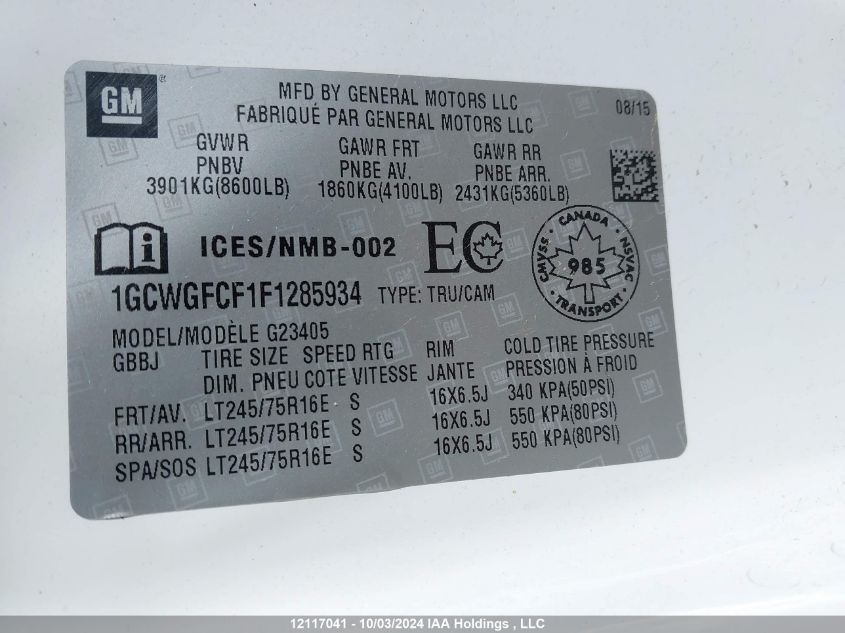 GM ®
MFD BY GENERAL MOTORS LLC
FABRIQUÉ PAR GENERAL MOTORS LLC
08/15
GVWR GAWR FRT GAWR RR
PNBV PNBE AV. PNBE ARR.
3901KG(8600LB) 1860KG(4100LB) 2431KG(5360LB)
i ICES/NMB-002 EC
CANADA
CMVSS 985 NSVAC
TRANSPORT
1GCWGFCF1F1285934 TYPE: TRU/CAM
MODEL/MODÈLE G23405
GBBJ TIRE SIZE SPEED RTG RIM COLD TIRE PRESSURE
DIM. PNEU COTE VITESSE JANTE PRESSION À FROID
FRT/AV. LT245/75R16E S 16X6.5J 340 KPA(50PSI)
RR/ARR. LT245/75R16E S 16X6.5J 550 KPA(80PSI)
SPA/SOS LT245/75R16E S 16X6.5J 550 KPA(80PSI)
12117041 - 10/03/2024 IAA Holdings , LLC